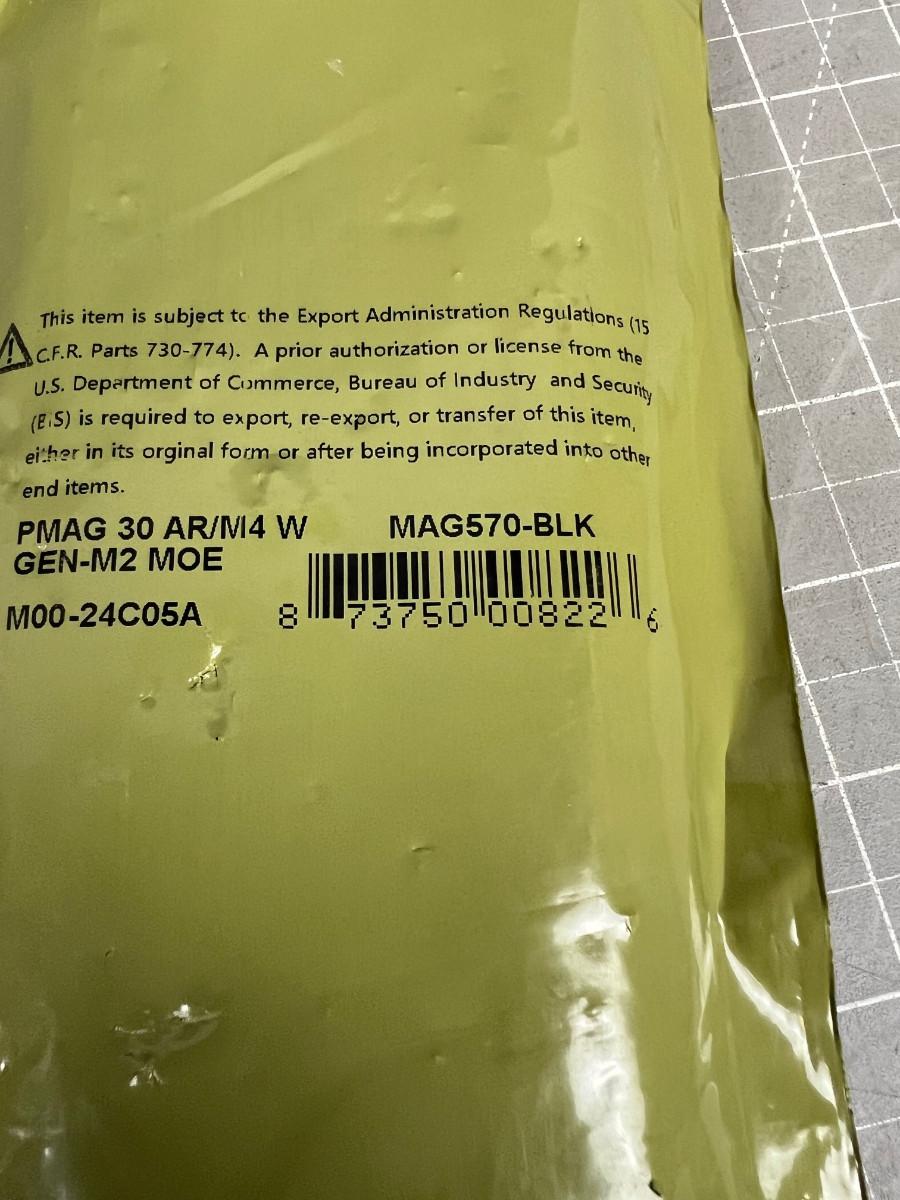 This item is subject to the Export Administration Regulations (15
C.F.R. Parts 730-774). A prior authorization or license from the
U.S. Department of Commerce, Bureau of Industry and Security
(BIS) is required to export, re-export, or transfer of this item,
either in its orginal form or after being incorporated into other
end items.
PMAG 30 AR/M4 W MAG570-BLK
GEN-M2 MOE
M00-24C05A 8 73750 00822 6